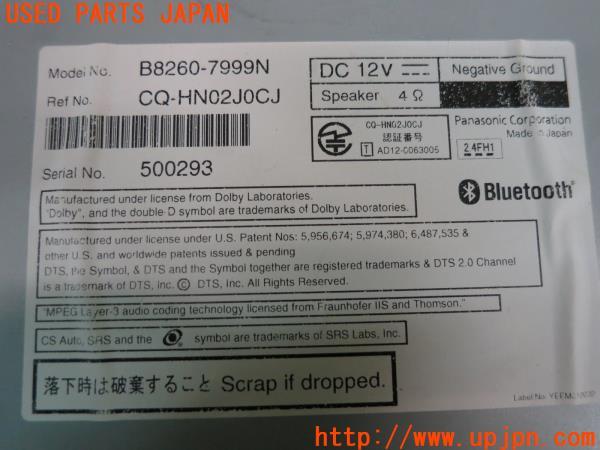 USED PARTS JAPAN
Model No. B8260-7999N
Ref No. CQ-HN02J0CJ
Serial No. 500293
DC 12V Negative Ground
Speaker 4Ω
CQ-HN02J0CJ
認証番号
T AD12-C063005
Panasonic Corporation
Made in Japan
2.4FH1
Bluetooth
Manufactured under license from Dolby Laboratories.
"Dolby", and the double-D symbol are trademarks of Dolby Laboratories.
Manufactured under license under U.S. Patent Nos: 5,956,674; 5,974,380; 6,487,535 &
other U.S. and worldwide patents issued & pending
DTS, the Symbol, & DTS and the Symbol together are registered trademarks & DTS 2.0 Channel
is a trademark of DTS, Inc. © DTS, Inc. All Rights Reserved.
"MPEG Layer-3 audio coding technology licensed from Fraunhofer IIS and Thomson."
CS Auto, SRS and the symbol are trademarks of SRS Labs, Inc.
落下時は破棄すること Scrap if dropped.
Label No.
USED PARTS JAPAN http://www.upjpn.com